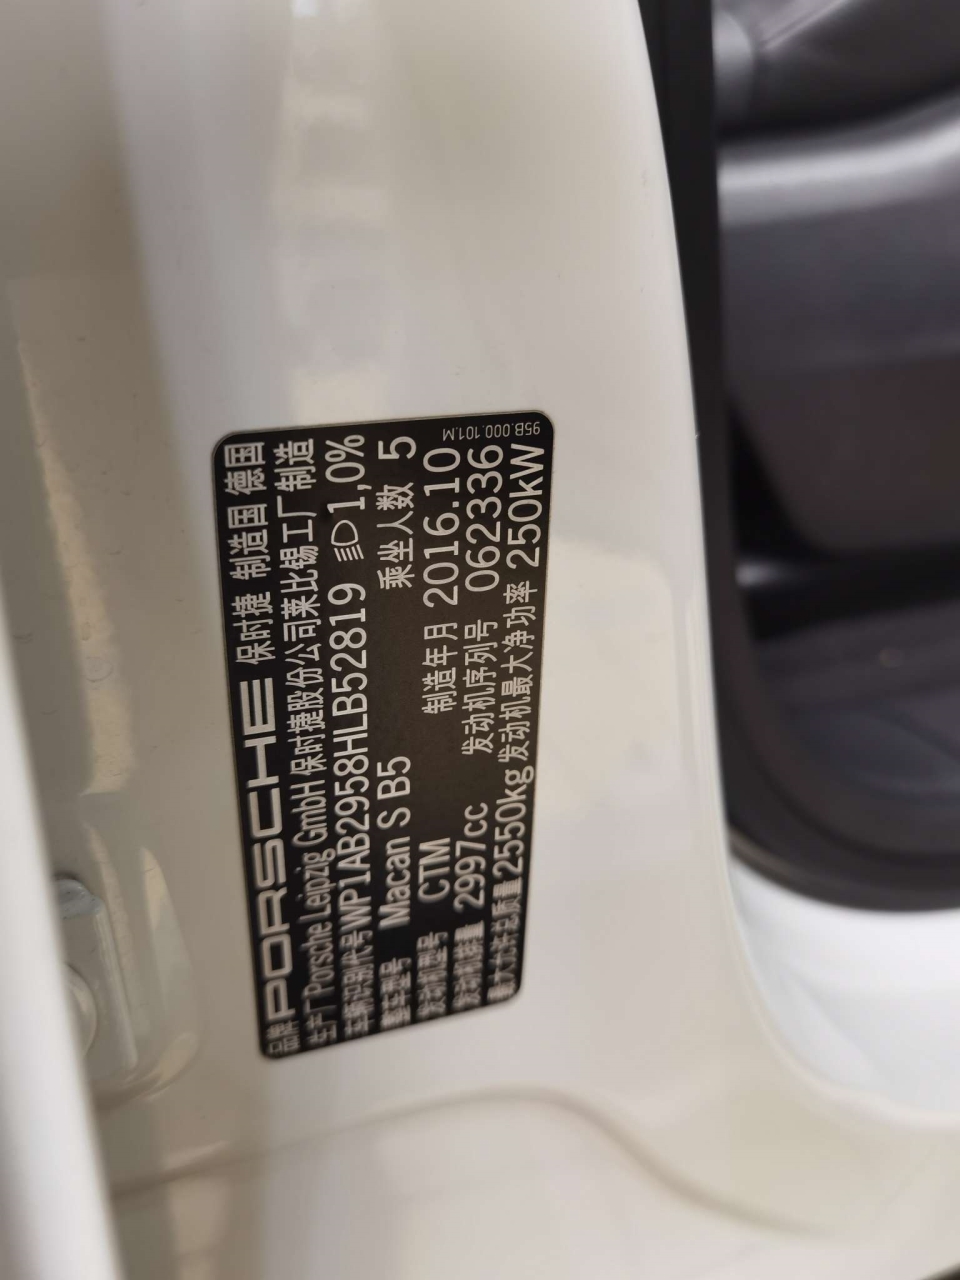 品牌 PORSCHE 保时捷 制造国 德国
生产厂 Porsche Leipzig GmbH 保时捷股份公司莱比锡工厂制造
车辆识别代号 WP1AB2958HLB52819 1,0%
整车型号 Macan S B5 乘坐人数 5
发动机型号 CTM 制造年月 2016.10
发动机排量 2997cc 发动机序列号 062336
最大允许总质量 2550kg 发动机最大净功率 250kW
95B.000.101.M